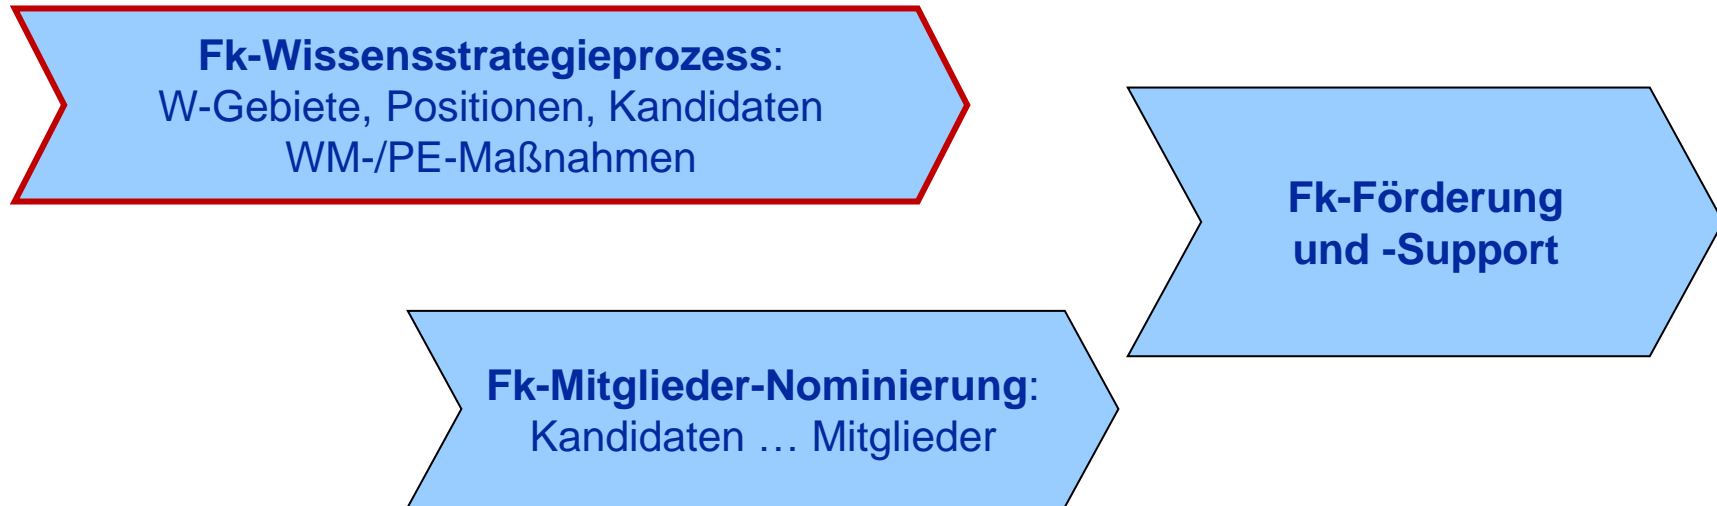 Fk-Wissensstrategieprozess:
W-Gebiete, Positionen, Kandidaten
WM-/PE-Maßnahmen
Fk-Förderung
und -Support
Fk-Mitglieder-Nominierung:
Kandidaten … Mitglieder